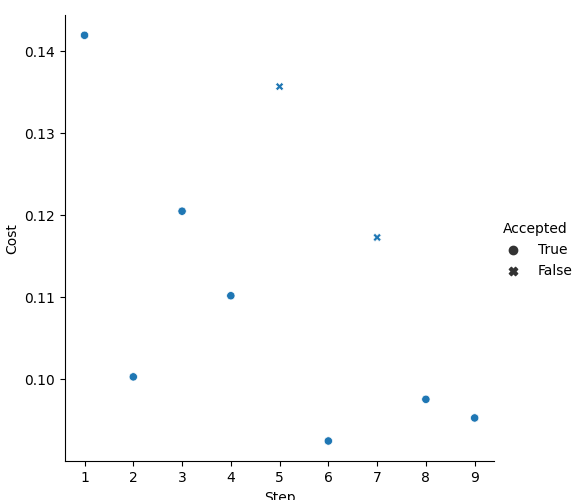 0.14
0.13
0.12
0.11
0.10
Cost
1 2 3 4 5 6 7 8 9
Step
Accepted
True
False